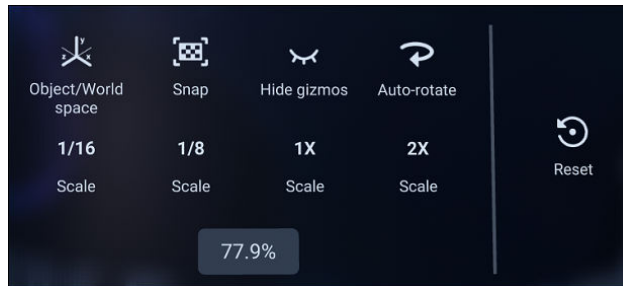 y
z x
Object/World
space
Snap
Hide gizmos
Auto-rotate
1/16
1/8
1X
2X
Scale
Scale
Scale
Scale
Reset
77.9%